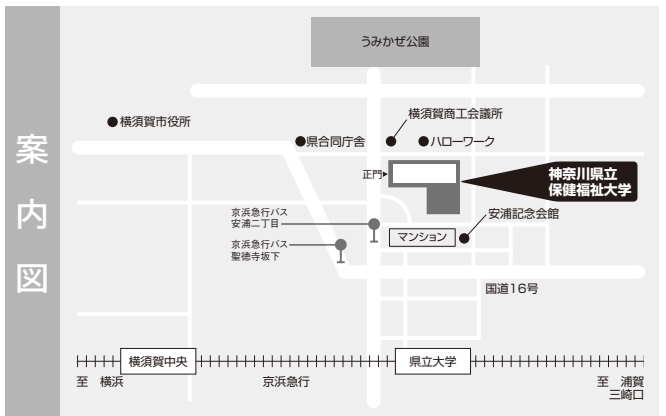 案内図
うみかぜ公園
横須賀商工会議所
横須賀市役所
県合同庁舎
ハローワーク
正門
神奈川県立
保健福祉大学
京浜急行バス
安浦二丁目
安浦記念会館
マンション
京浜急行バス
聖徳寺坂下
国道16号
横須賀中央
県立大学
至 横浜
京浜急行
至 浦賀
三崎口